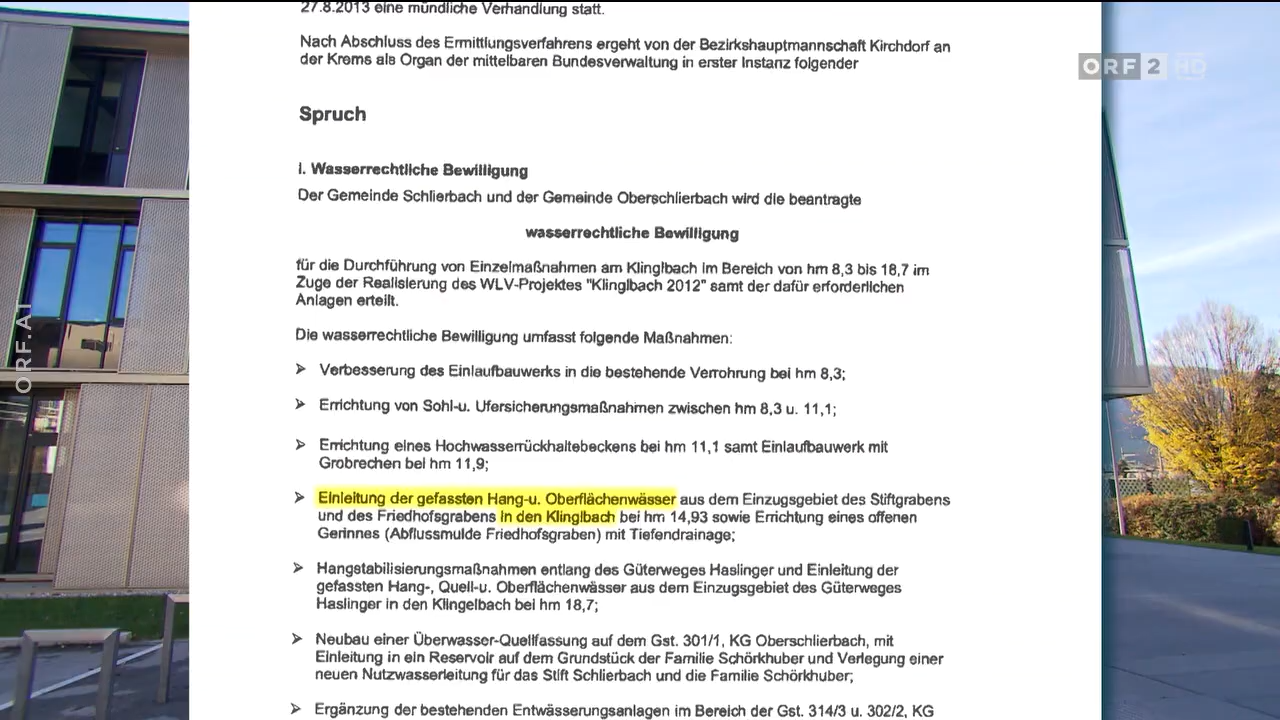 27.8.2013 eine mündliche Verhandlung statt.
Nach Abschluss des Ermittlungsverfahrens ergeht von der Bezirkshauptmannschaft Kirchdorf an
der Krems als Organ der mittelbaren Bundesverwaltung in erster Instanz folgender
ORF 2 HD
Spruch
I. Wasserrechtliche Bewilligung
Der Gemeinde Schlierbach und der Gemeinde Oberschlierbach wird die beantragte
wasserrechtliche Bewilligung
für die Durchführung von Einzelmaßnahmen am Klinglbach im Bereich von hm 8,3 bis 18,7 im
Zuge der Realisierung des WLV-Projektes "Klinglbach 2012" samt der dafür erforderlichen
Anlagen erteilt.
Die wasserrechtliche Bewilligung umfasst folgende Maßnahmen:
ORF.AT
➢ Verbesserung des Einlaufbauwerks in die bestehende Verrohrung bei hm 8,3;
➢ Errichtung von Sohl-u. Ufersicherungsmaßnahmen zwischen hm 8,3 u. 11,1;
➢ Errichtung eines Hochwasserrückhaltebeckens bei hm 11,1 samt Einlaufbauwerk mit
Grobrechen bei hm 11,9;
➢ Einleitung der gefassten Hang-u. Oberflächenwässer aus dem Einzugsgebiet des Stiftgrabens
und des Friedhofsgrabens in den Klinglbach bei hm 14,93 sowie Errichtung eines offenen
Gerinnes (Abflussmulde Friedhofsgraben) mit Tiefendrainage;
➢ Hangstabilisierungsmaßnahmen entlang des Güterweges Haslinger und Einleitung der
gefassten Hang-, Quell-u. Oberflächenwässer aus dem Einzugsgebiet des Güterweges
Haslinger in den Klingelbach bei hm 18,7;
➢ Neubau einer Überwasser-Quellfassung auf dem Gst. 301/1, KG Oberschlierbach, mit
Einleitung in ein Reservoir auf dem Grundstück der Familie Schörkhuber und Verlegung einer
neuen Nutzwasserleitung für das Stift Schlierbach und die Familie Schörkhuber;
➢ Ergänzung der bestehenden Entwässerungsanlagen im Bereich der Gst. 314/3 u. 302/2, KG